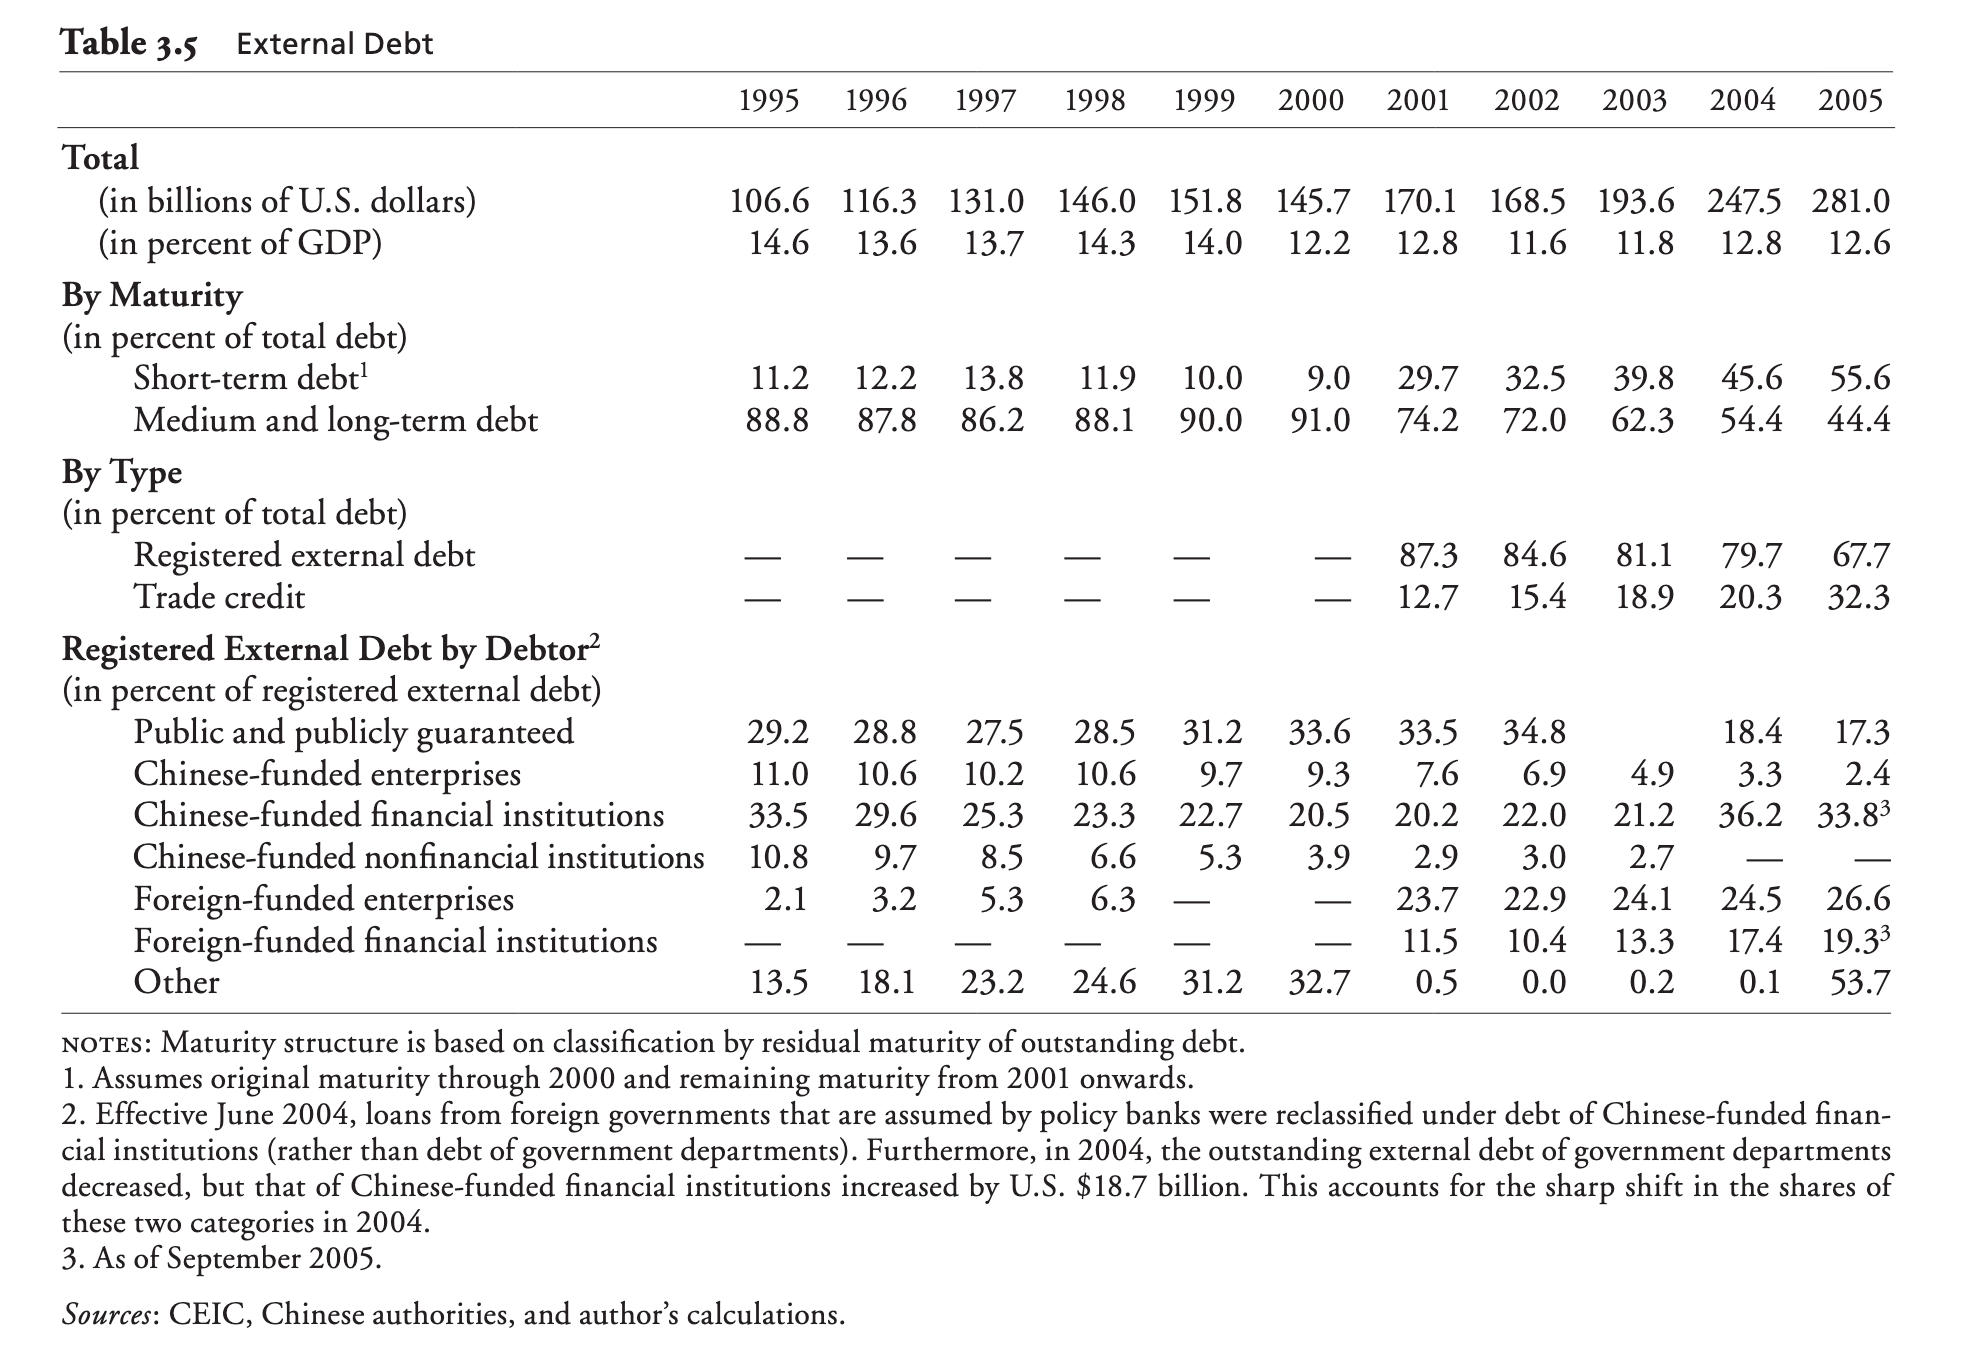 Table 3.5 External Debt
1995 1996 1997 1998 1999 2000 2001 2002 2003 2004 2005
Total
(in billions of U.S. dollars) 106.6 116.3 131.0 146.0 151.8 145.7 170.1 168.5 193.6 247.5 281.0
(in percent of GDP) 14.6 13.6 13.7 14.3 14.0 12.2 12.8 11.6 11.8 12.8 12.6
By Maturity
(in percent of total debt)
Short-term debt1 11.2 12.2 13.8 11.9 10.0 9.0 29.7 32.5 39.8 45.6 55.6
Medium and long-term debt 88.8 87.8 86.2 88.1 90.0 91.0 74.2 72.0 62.3 54.4 44.4
By Type
(in percent of total debt)
Registered external debt — — — — — — 87.3 84.6 81.1 79.7 67.7
Trade credit — — — — — — 12.7 15.4 18.9 20.3 32.3
Registered External Debt by Debtor2
(in percent of registered external debt)
Public and publicly guaranteed 29.2 28.8 27.5 28.5 31.2 33.6 33.5 34.8 18.4 17.3
Chinese-funded enterprises 11.0 10.6 10.2 10.6 9.7 9.3 7.6 6.9 4.9 3.3 2.4
Chinese-funded financial institutions 33.5 29.6 25.3 23.3 22.7 20.5 20.2 22.0 21.2 36.2 33.83
Chinese-funded nonfinancial institutions 10.8 9.7 8.5 6.6 5.3 3.9 2.9 3.0 2.7 — —
Foreign-funded enterprises 2.1 3.2 5.3 6.3 — — 23.7 22.9 24.1 24.5 26.6
Foreign-funded financial institutions — — — — — — 11.5 10.4 13.3 17.4 19.33
Other 13.5 18.1 23.2 24.6 31.2 32.7 0.5 0.0 0.2 0.1 53.7
NOTES: Maturity structure is based on classification by residual maturity of outstanding debt.
1. Assumes original maturity through 2000 and remaining maturity from 2001 onwards.
2. Effective June 2004, loans from foreign governments that are assumed by policy banks were reclassified under debt of Chinese-funded finan-
cial institutions (rather than debt of government departments). Furthermore, in 2004, the outstanding external debt of government departments
decreased, but that of Chinese-funded financial institutions increased by U.S. $18.7 billion. This accounts for the sharp shift in the shares of
these two categories in 2004.
3. As of September 2005.
Sources: CEIC, Chinese authorities, and author's calculations.